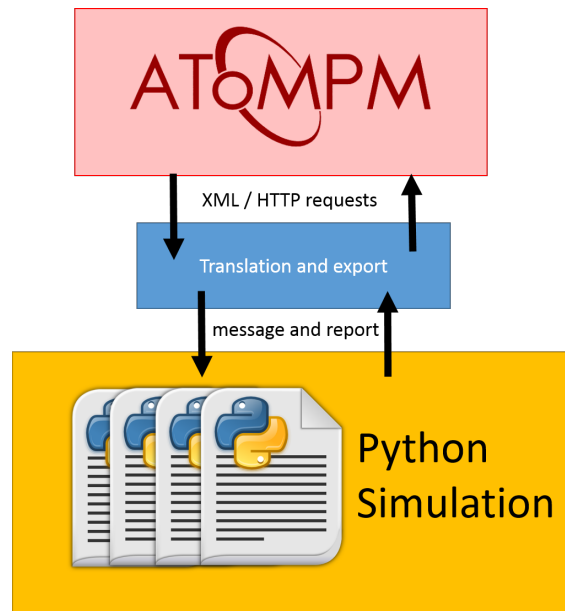 AToMPM
XML / HTTP requests
Translation and export
message and report
Python
Simulation